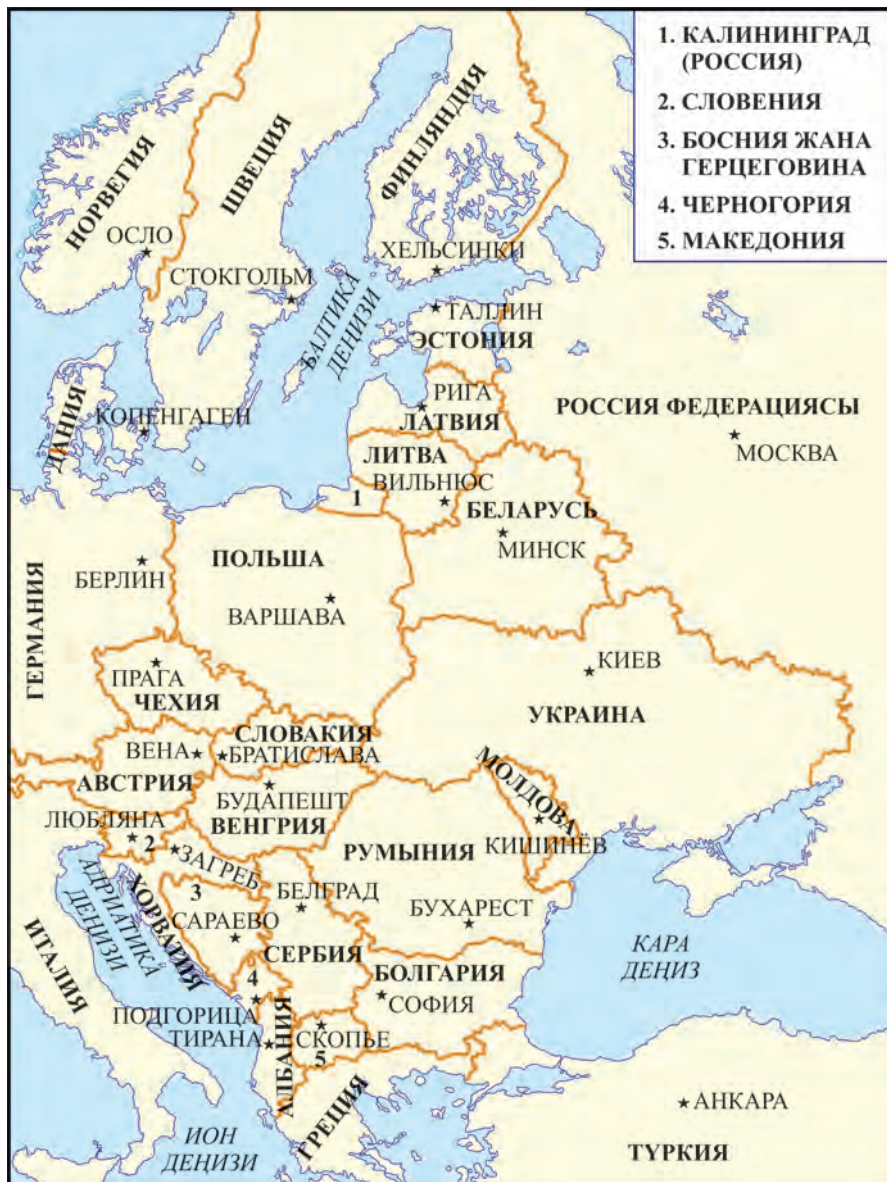 1. КАЛИНИНГРАД
(РОССИЯ)
2. СЛОВЕНИЯ
3. БОСНИЯ ЖАНА
ГЕРЦЕГОВИНА
4. ЧЕРНОГОРИЯ
5. МАКЕДОНИЯ
НОРВЕГИЯ
ШВЕЦИЯ
ФИНЛЯНДИЯ
ОСЛО
ХЕЛЬСИНКИ
СТОКГОЛЬМ
БАЛТИКА
ДЕҢИЗИ
ТАЛЛИН
ЭСТОНИЯ
ДАНИЯ
КОПЕНГАГЕН
РИГА
ЛАТВИЯ
РОССИЯ ФЕДЕРАЦИЯСЫ
МОСКВА
ЛИТВА
ВИЛЬНЮС
1
БЕЛАРУСЬ
МИНСК
ГЕРМАНИЯ
БЕРЛИН
ПОЛЬША
ВАРШАВА
ПРАГА
ЧЕХИЯ
КИЕВ
УКРАИНА
СЛОВАКИЯ
БРАТИСЛАВА
ВЕНА
АВСТРИЯ
БУДАПЕШТ
ВЕНГРИЯ
МОЛДОВА
КИШИНЁВ
ЛЮБЛЯНА
2
ЗАГРЕБ
РУМЫНИЯ
БУХАРЕСТ
АДРИАТИКА
ДЕҢИЗИ
ХОРВАТИЯ
3
САРАЕВО
БЕЛГРАД
СЕРБИЯ
ИТАЛИЯ
4
ПОДГОРИЦА
БОЛГАРИЯ
СОФИЯ
КАРА
ДЕҢИЗ
ТИРАНА
АЛБАНИЯ
СКОПЬЕ
5
ГРЕЦИЯ
ИОН
ДЕҢИЗИ
АНКАРА
ТҮРКИЯ